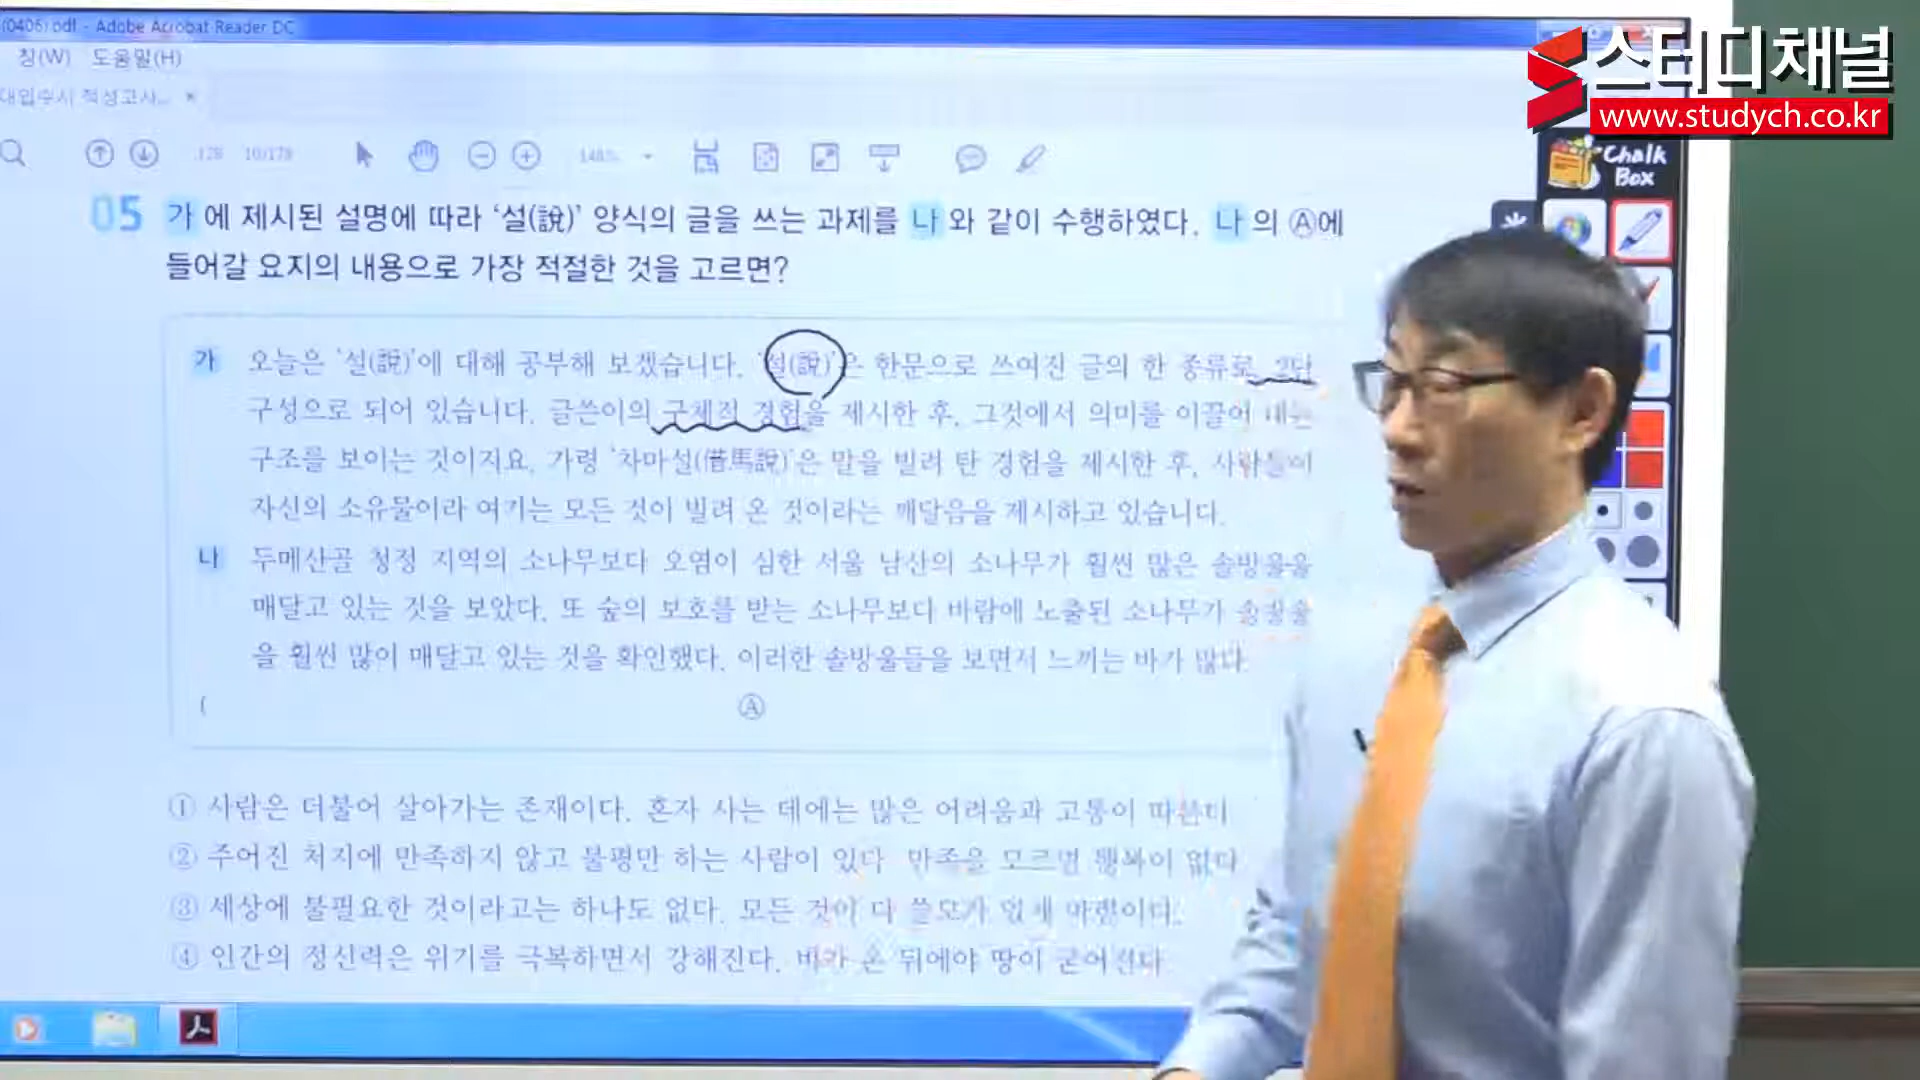 (0406).pdf - Adobe Acrobat Reader DC
창(W) 도움말(H)
대입수시 적성고사...
스터디채널
www.studych.co.kr
Chalk
Box
05 가 에 제시된 설명에 따라 ‘설(說)’ 양식의 글을 쓰는 과제를 나 와 같이 수행하였다. 나 의 Ⓐ에
들어갈 요지의 내용으로 가장 적절한 것을 고르면?
가 오늘은 ‘설(說)’에 대해 공부해 보겠습니다. ‘설(說)’은 한문으로 쓰여진 글의 한 종류로, 2단
구성으로 되어 있습니다. 글쓴이의 구체적 경험을 제시한 후, 그것에서 의미를 이끌어 내는
구조를 보이는 것이지요. 가령 ‘차마설(借馬說)’은 말을 빌려 탄 경험을 제시한 후, 사람들이
자신의 소유물이라 여기는 모든 것이 빌려 온 것이라는 깨달음을 제시하고 있습니다.
나 두메산골 청정 지역의 소나무보다 오염이 심한 서울 남산의 소나무가 훨씬 많은 솔방울을
매달고 있는 것을 보았다. 또 숲의 보호를 받는 소나무보다 바람에 노출된 소나무가 솔방울
을 훨씬 많이 매달고 있는 것을 확인했다. 이러한 솔방울들을 보면서 느끼는 바가 많다.
( Ⓐ
① 사람은 더불어 살아가는 존재이다. 혼자 사는 데에는 많은 어려움과 고통이 따른다
② 주어진 처지에 만족하지 않고 불평만 하는 사람이 있다 만족을 모르면 행복이 없다
③ 세상에 불필요한 것이라고는 하나도 없다. 모든 것이 다 쓸모가 있게 마련이다.
④ 인간의 정신력은 위기를 극복하면서 강해진다. 비가 온 뒤에야 땅이 굳어진다